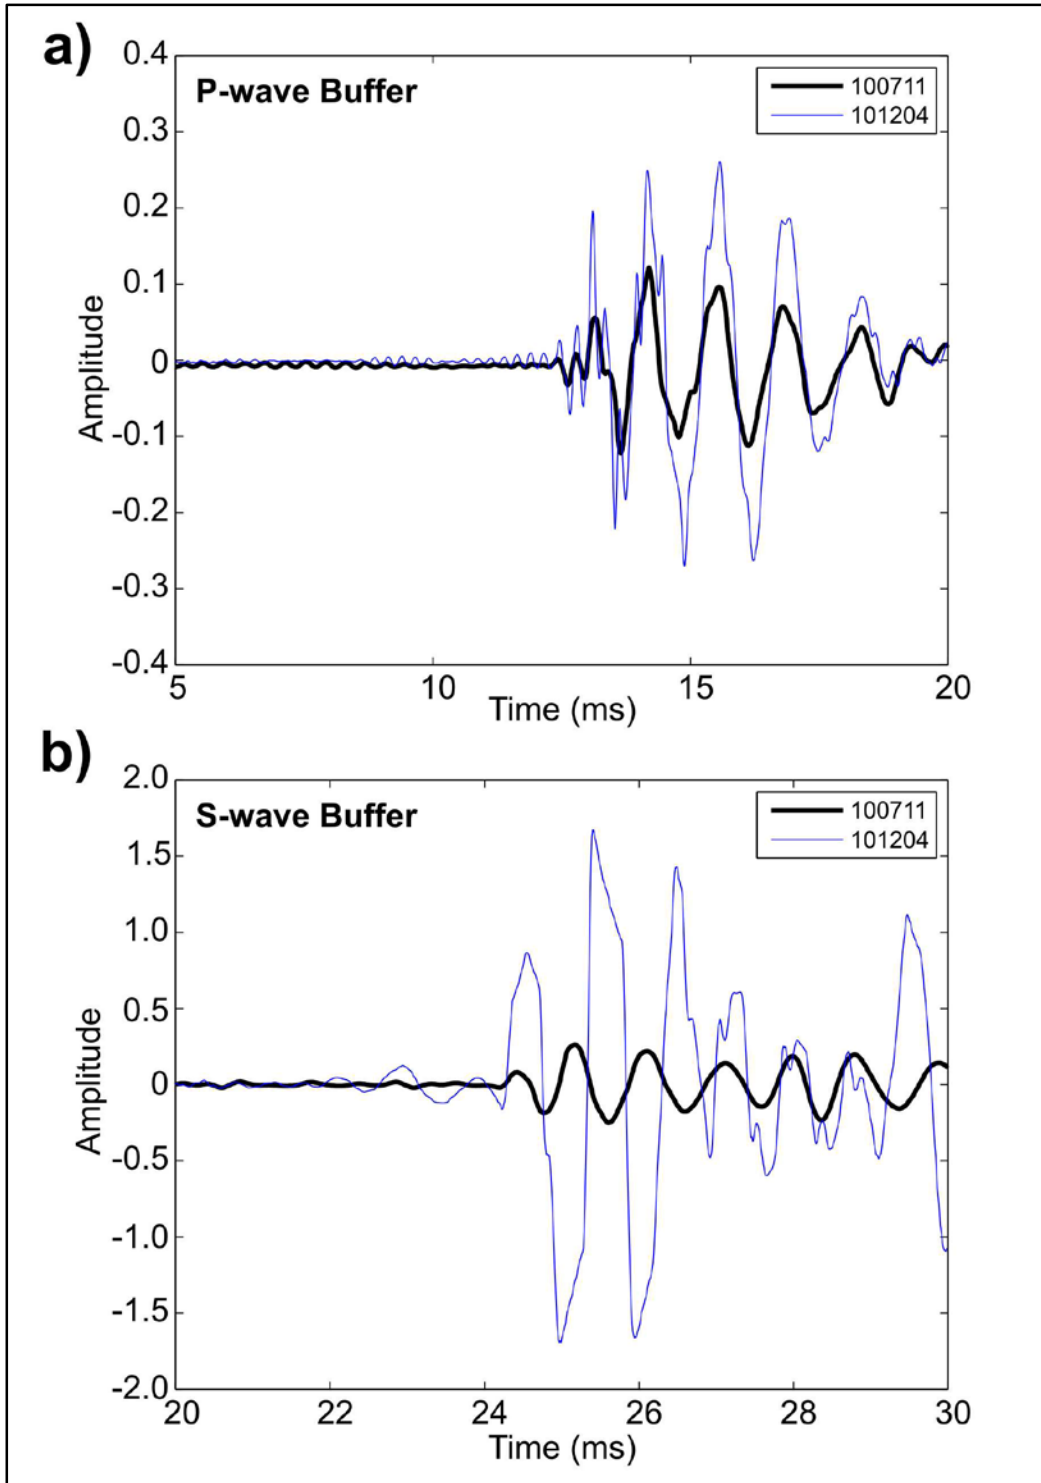 a)
P-wave Buffer
100711
101204
0.4
0.3
0.2
0.1
0
-0.1
-0.2
-0.3
-0.4
Amplitude
5 10 15 20
Time (ms)
b)
S-wave Buffer
100711
101204
2.0
1.5
1.0
0.5
0
-0.5
-1.0
-1.5
-2.0
Amplitude
20 22 24 26 28 30
Time (ms)